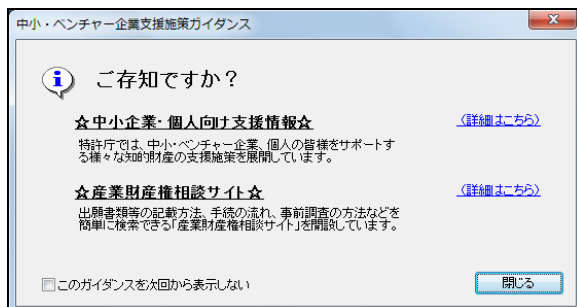 中小・ベンチャー企業支援施策ガイダンス
ご存知ですか？
☆中小企業・個人向け支援情報☆
(詳細はこちら)
特許庁では、中小・ベンチャー企業、個人の皆様をサポートす
る様々な知的財産の支援施策を展開しています。
☆産業財産権相談サイト☆
(詳細はこちら)
出願書類等の記載方法、手続の流れ、事前調査の方法などを
簡単に検索できる「産業財産権相談サイト」を開設しています。
このガイダンスを次回から表示しない
閉じる